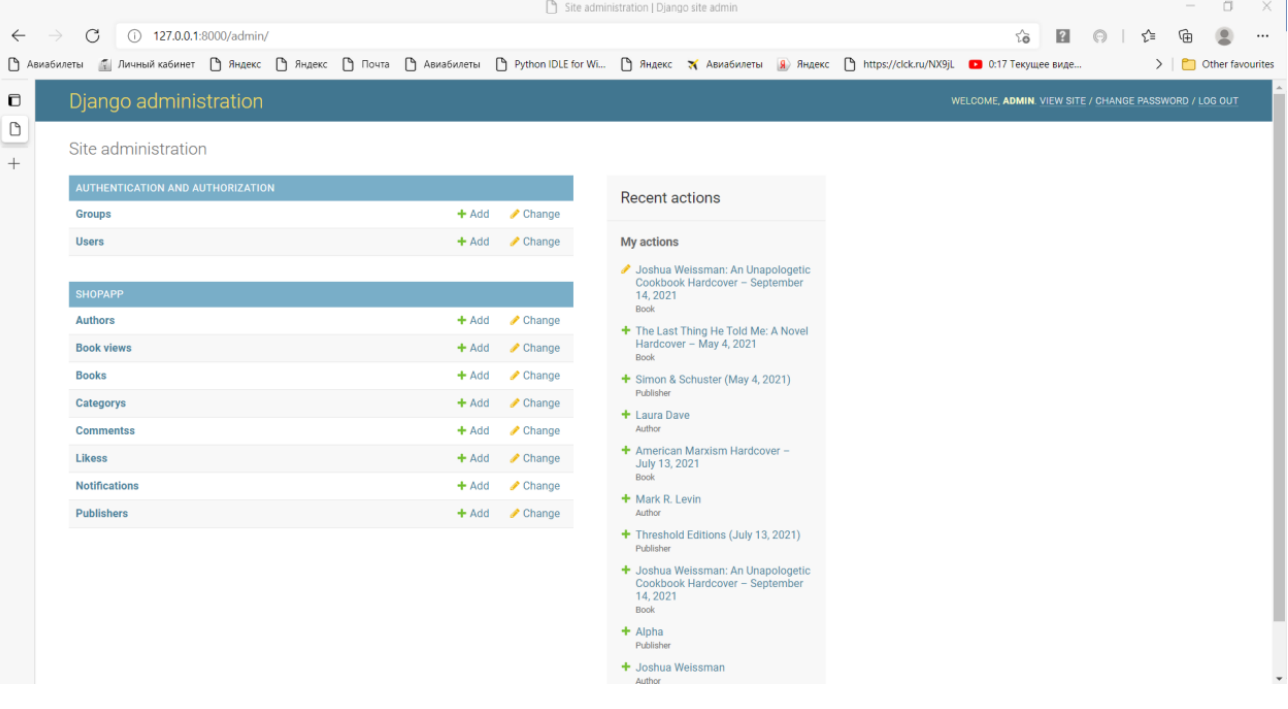 Site administration | Django site admin
127.0.0.1:8000/admin/
Авиабилеты Личный кабинет Яндекс Яндекс Почта Авиабилеты Python IDLE for Wi... Яндекс Авиабилеты Яндекс https://clck.ru/NX9jL 0:17 Текущее виде... Other favourites
Django administration
WELCOME, ADMIN. VIEW SITE / CHANGE PASSWORD / LOG OUT
Site administration
AUTHENTICATION AND AUTHORIZATION
Groups Add Change
Users Add Change
SHOPAPP
Authors Add Change
Book views Add Change
Books Add Change
Categorys Add Change
Commentss Add Change
Likess Add Change
Notifications Add Change
Publishers Add Change
Recent actions
My actions
Joshua Weissman: An Unapologetic
Cookbook Hardcover – September
14, 2021
Book
The Last Thing He Told Me: A Novel
Hardcover – May 4, 2021
Book
Simon & Schuster (May 4, 2021)
Publisher
Laura Dave
Author
American Marxism Hardcover –
July 13, 2021
Book
Mark R. Levin
Author
Threshold Editions (July 13, 2021)
Publisher
Joshua Weissman: An Unapologetic
Cookbook Hardcover – September
14, 2021
Book
Alpha
Publisher
Joshua Weissman
Author